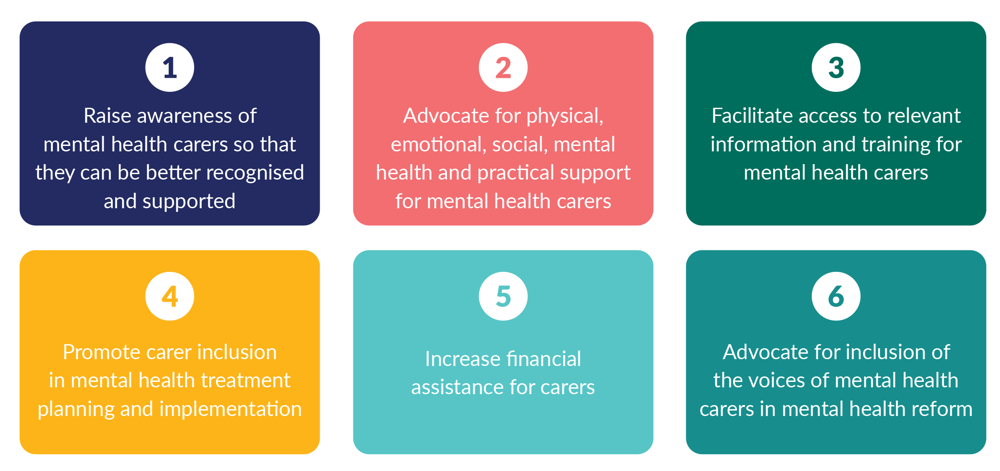 1
Raise awareness of
mental health carers so that
they can be better recognised
and supported
2
Advocate for physical,
emotional, social, mental
health and practical support
for mental health carers
3
Facilitate access to relevant
information and training for
mental health carers
4
Promote carer inclusion
in mental health treatment
planning and implementation
5
Increase financial
assistance for carers
6
Advocate for inclusion of
the voices of mental health
carers in mental health reform